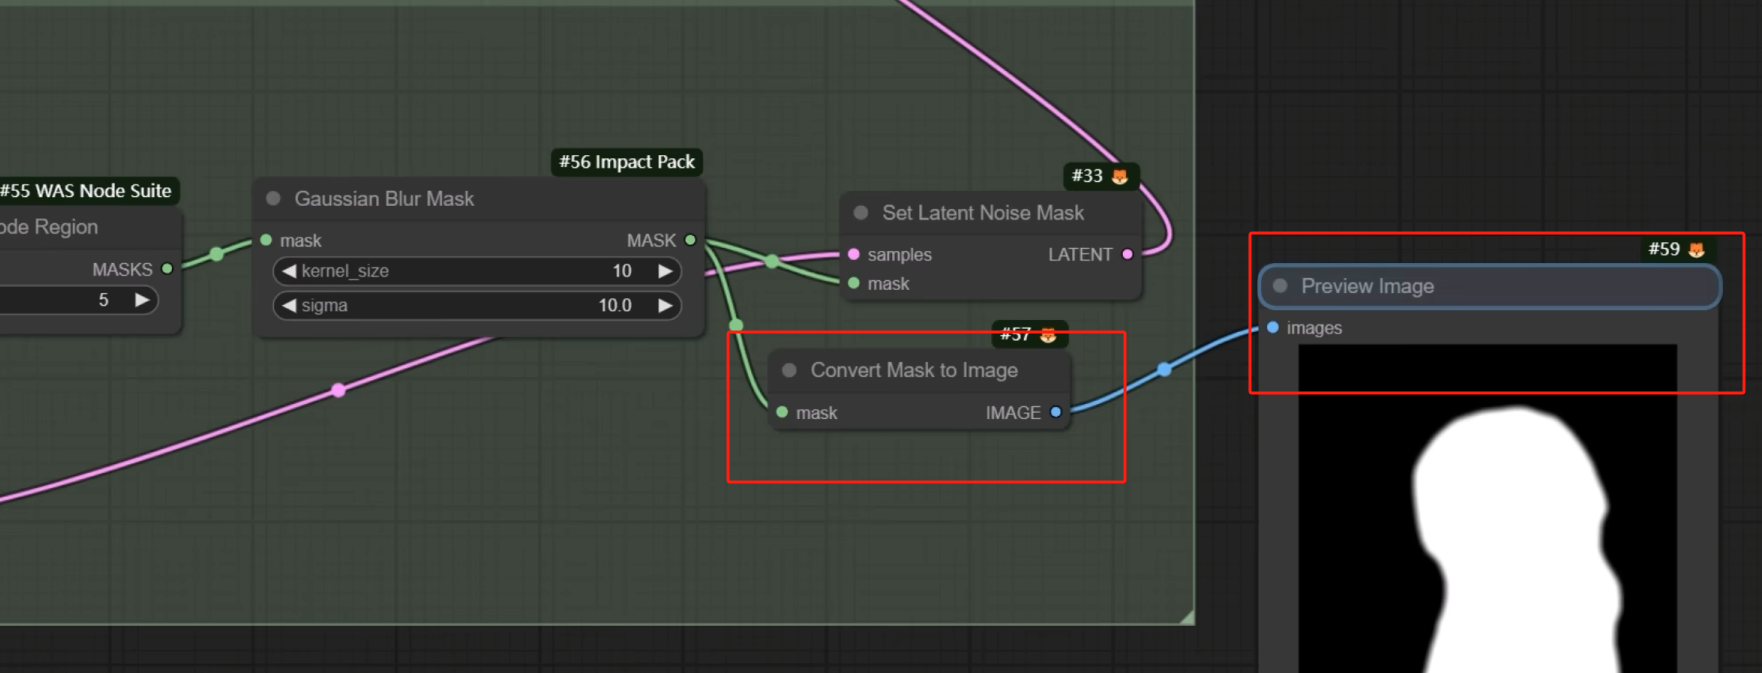 #55 WAS Node Suite
ode Region
MASKS
5
#56 Impact Pack
Gaussian Blur Mask
mask
MASK
kernel_size
10
sigma
10.0
#33
Set Latent Noise Mask
samples
LATENT
mask
#57
Convert Mask to Image
mask
IMAGE
#59
Preview Image
images